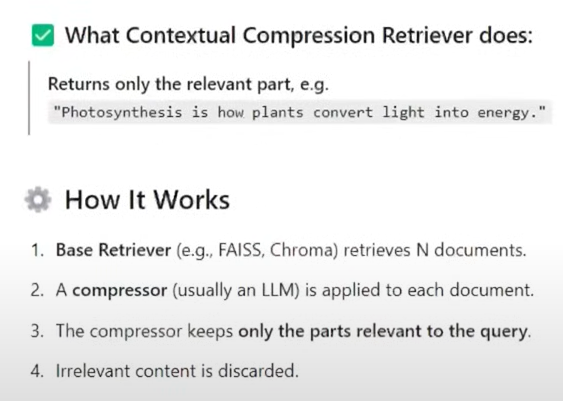 What Contextual Compression Retriever does:
Returns only the relevant part, e.g.
"Photosynthesis is how plants convert light into energy."
How It Works
1. Base Retriever (e.g., FAISS, Chroma) retrieves N documents.
2. A compressor (usually an LLM) is applied to each document.
3. The compressor keeps only the parts relevant to the query.
4. Irrelevant content is discarded.